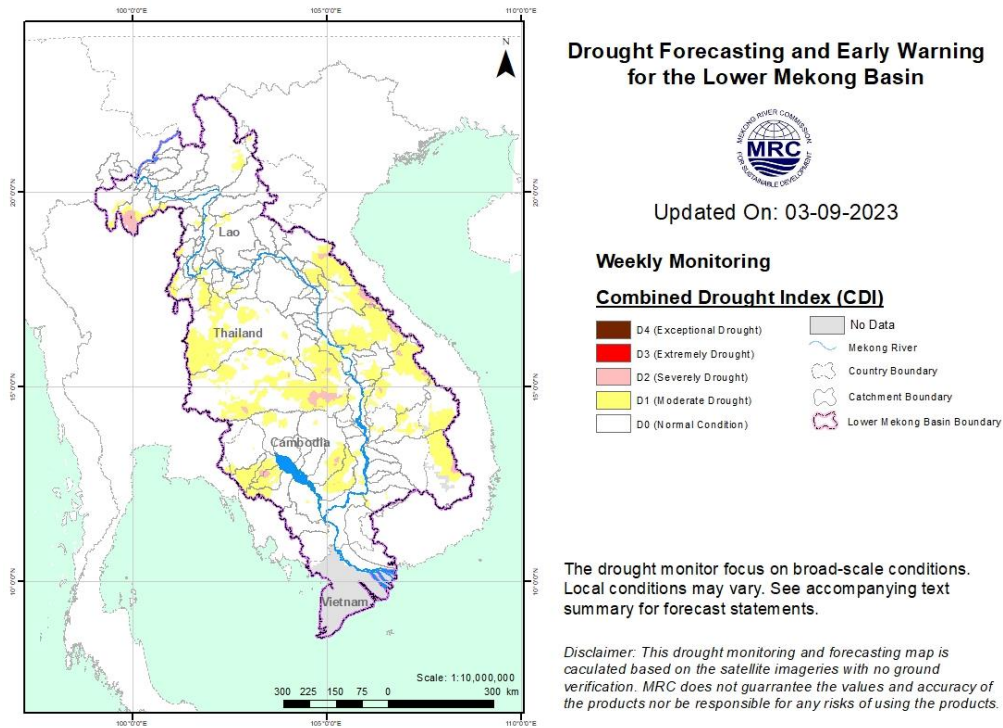 100°0'0"E
105°0'0"E
110°0'0"E
N
20°0'0"N
20°0'0"N
15°0'0"N
15°0'0"N
10°0'0"N
10°0'0"N
Lao
Thailand
Cambodia
Vietnam
Scale: 1:10,000,000
300 225 150 75 0 300 km
100°0'0"E
105°0'0"E
110°0'0"E
Drought Forecasting and Early Warning
for the Lower Mekong Basin
MEKONG RIVER COMMISSION
MRC
FOR SUSTAINABLE DEVELOPMENT
Updated On: 03-09-2023
Weekly Monitoring
Combined Drought Index (CDI)
D4 (Exceptional Drought)
D3 (Extremely Drought)
D2 (Severely Drought)
D1 (Moderate Drought)
D0 (Normal Condition)
No Data
Mekong River
Country Boundary
Catchment Boundary
Lower Mekong Basin Boundary
The drought monitor focus on broad-scale conditions.
Local conditions may vary. See accompanying text
summary for forecast statements.
Disclaimer: This drought monitoring and forecasting map is
caculated based on the satellite imageries with no ground
verification. MRC does not guarrantee the values and accuracy of
the products nor be responsible for any risks of using the products.